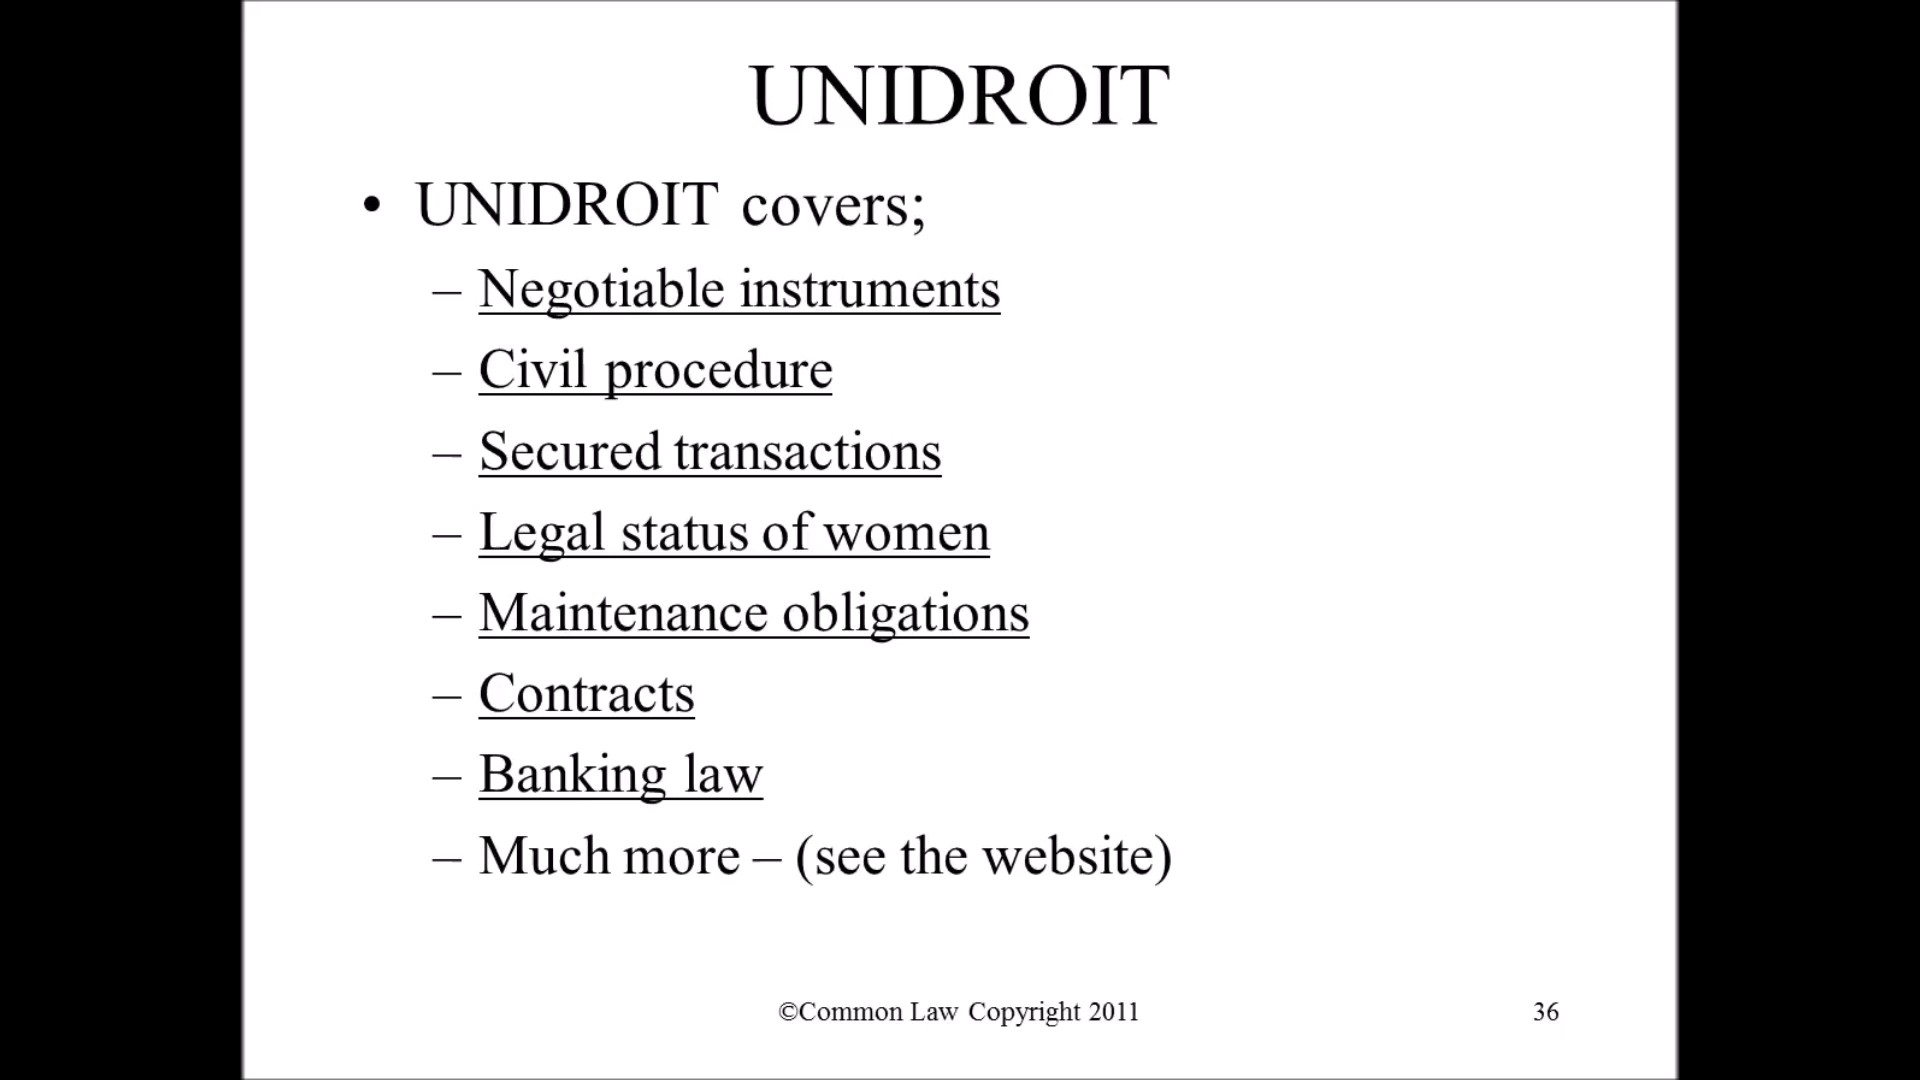 UNIDROIT
• UNIDROIT covers;
– Negotiable instruments
– Civil procedure
– Secured transactions
– Legal status of women
– Maintenance obligations
– Contracts
– Banking law
– Much more – (see the website)
©Common Law Copyright 2011
36